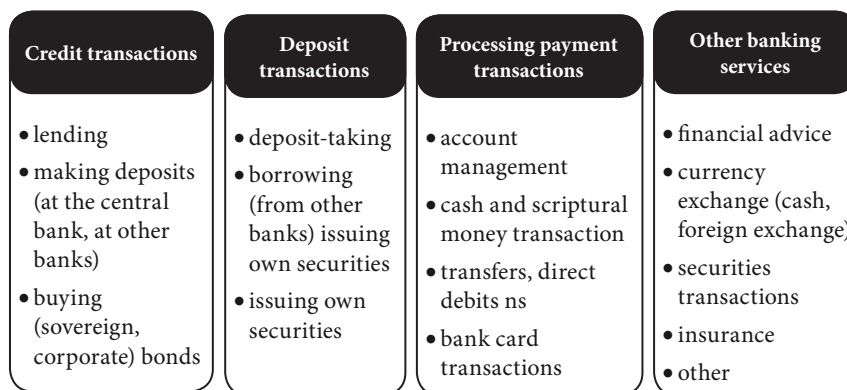 Credit transactions
• lending
• making deposits
(at the central
bank, at other
banks)
• buying
(sovereign,
corporate) bonds
Deposit
transactions
• deposit-taking
• borrowing
(from other
banks) issuing
own securities
• issuing own
securities
Processing payment
transactions
• account
management
• cash and scriptural
money transaction
• transfers, direct
debits ns
• bank card
transactions
Other banking
services
• financial advice
• currency
exchange (cash,
foreign exchange)
• securities
transactions
• insurance
• other